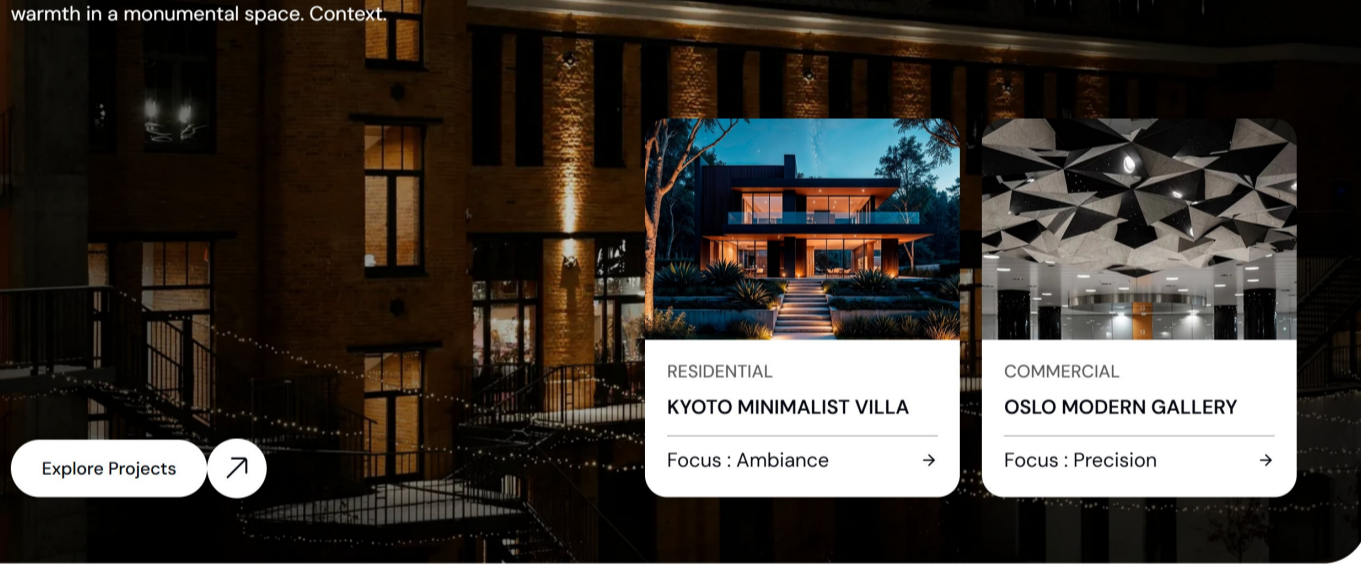 warmth in a monumental space. Context.
RESIDENTIAL
KYOTO MINIMALIST VILLA
Focus : Ambiance
COMMERCIAL
OSLO MODERN GALLERY
Focus : Precision
Explore Projects